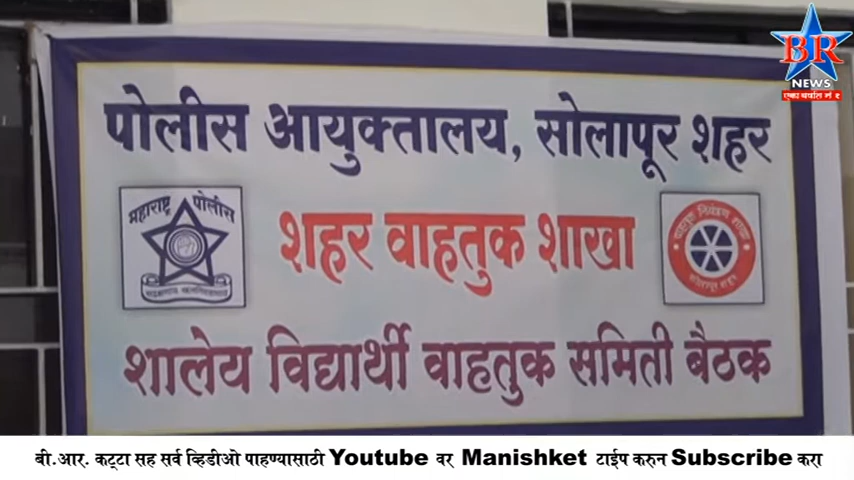 BR
NEWS
पोलीस आयुक्तालय, सोलापूर शहर
महाराष्ट्र पोलीस
शहर वाहतुक शाखा
शालेय विद्यार्थी वाहतुक समिती बैठक
बी.आर. कट्टा सह सर्व व्हिडीओ पाहण्यासाठी Youtube वर Manishket टाईप करुन Subscribe करा